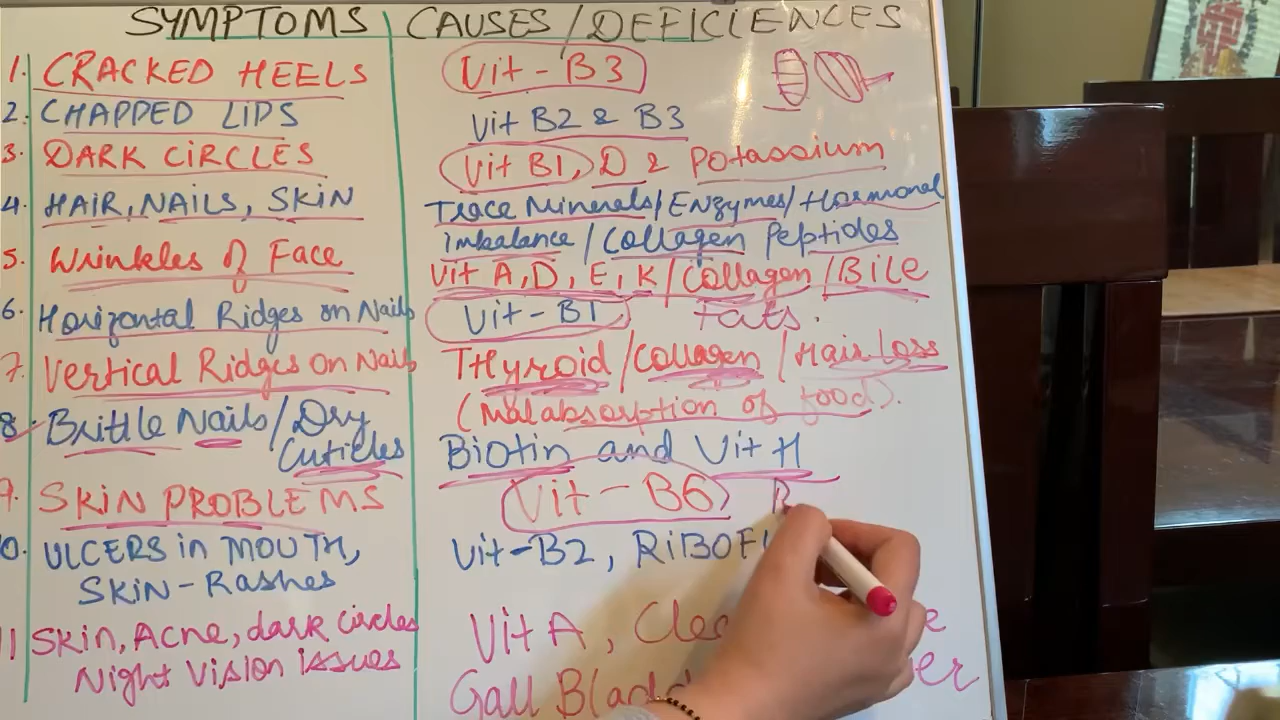 SYMPTOMS CAUSES/DEFICIENCES
1. CRACKED HEELS Vit-B3
2. CHAPPED LIPS Vit B2 & B3
3. DARK CIRCLES Vit B1, D & Potassium
4. HAIR, NAILS, SKIN Trace Minerals/Enzymes/Hormonal
imbalance/Collagen Peptides
5. Wrinkles of Face Vit A, D, E, K/Collagen/Bile
Fats.
6. Horizontal Ridges on Nails Vit-B1
7. Vertical Ridges on Nails THyroid/Collagen/Hair Loss
(Malabsorption of food).
8. Brittle Nails/Dry
Cuticles Biotin and Vit H
9. SKIN PROBLEMS Vit-B6
10. ULCERS in MOUTH, Vit-B2,
SKIN-Rashes
11 Skin, Acne, dark circles Vit A,
Night Vision issues Gall